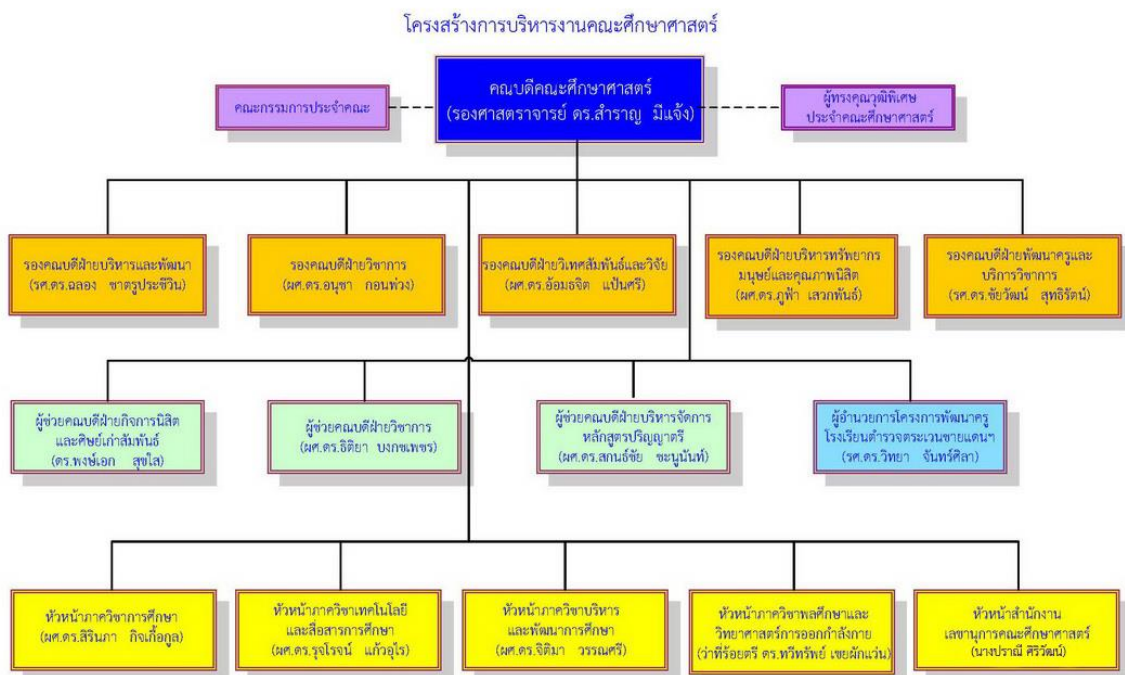 โครงสร้างการบริหารงานคณะศึกษาศาสตร์
คณบดีคณะศึกษาศาสตร์
(รองศาสตราจารย์ ดร.สำราญ มีแจ้ง)
คณะกรรมการประจำคณะ
ผู้ทรงคุณวุฒิพิเศษ
ประจำคณะศึกษาศาสตร์
รองคณบดีฝ่ายบริหารและพัฒนา
(รศ.ดร.ฉลอง ชาตรูประชีวิน)
รองคณบดีฝ่ายวิชาการ
(ผศ.ดร.อนุชา กอนพ่วง)
รองคณบดีฝ่ายวิเทศสัมพันธ์และวิจัย
(ผศ.ดร.อ้อมธจิต แป้นศรี)
รองคณบดีฝ่ายบริหารทรัพยากร
มนุษย์และคุณภาพนิสิต
(ผศ.ดร.ภูฟ้า เสวกพันธ์)
รองคณบดีฝ่ายพัฒนาครูและ
บริการวิชาการ
(รศ.ดร.ชัยวัฒน์ สุทธิรัตน์)
ผู้ช่วยคณบดีฝ่ายกิจการนิสิต
และศิษย์เก่าสัมพันธ์
(ดร.พงษ์เอก สุขใส)
ผู้ช่วยคณบดีฝ่ายวิชาการ
(ผศ.ดร.ธิติยา บงกชเพชร)
ผู้ช่วยคณบดีฝ่ายบริหารจัดการ
หลักสูตรปริญญาตรี
(ผศ.ดร.สกนธ์ชัย ชะนูนันท์)
ผู้อำนวยการโครงการพัฒนาครู
โรงเรียนตำรวจตระเวนชายแดนฯ
(รศ.ดร.วิทยา จันทร์ศิลา)
หัวหน้าภาควิชาการศึกษา
(ผศ.ดร.สิรินภา กิจเกื้อกูล)
หัวหน้าภาควิชาเทคโนโลยี
และสื่อสารการศึกษา
(ผศ.ดร.รุจโรจน์ แก้วอุไร)
หัวหน้าภาควิชาบริหาร
และพัฒนาการศึกษา
(ผศ.ดร.จิติมา วรรณศรี)
หัวหน้าภาควิชาพลศึกษาและ
วิทยาศาสตร์การออกกำลังกาย
(ว่าที่ร้อยตรี ดร.ทวีทรัพย์ เขยผักแว่น)
หัวหน้าสำนักงาน
เลขานุการคณะศึกษาศาสตร์
(นางปราณี ศิริวัฒน์)